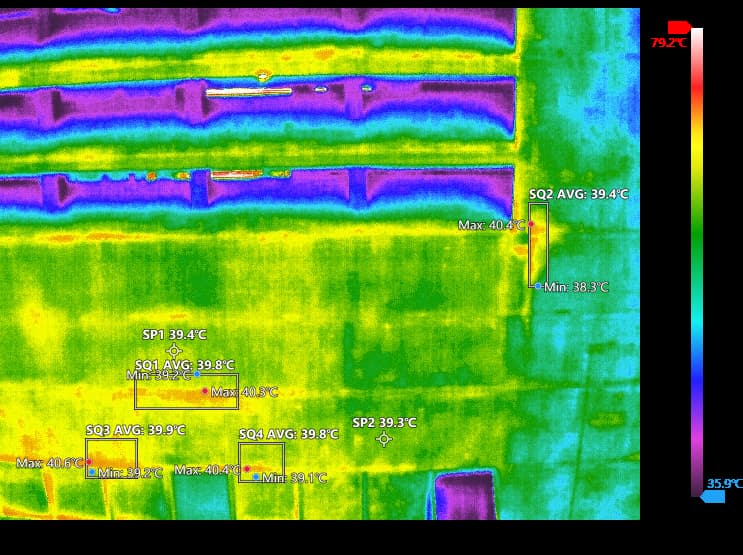 79.2℃
SQ2 AVG: 39.4℃
Max: 40.4℃
Min: 38.3℃
SP1 39.4℃
SQ1 AVG: 39.8℃
Min: 39.2℃
Max: 40.3℃
SP2 39.3℃
SQ3 AVG: 39.9℃
SQ4 AVG: 39.8℃
Max: 40.6℃
Min: 39.2℃
Max: 40.4℃
Min: 39.1℃
35.9℃